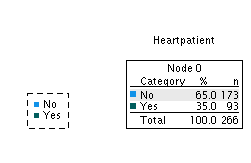 Heartpatient
Node 0
Category % n
No 65.0 173
Yes 35.0 93
Total 100.0 266
No
Yes